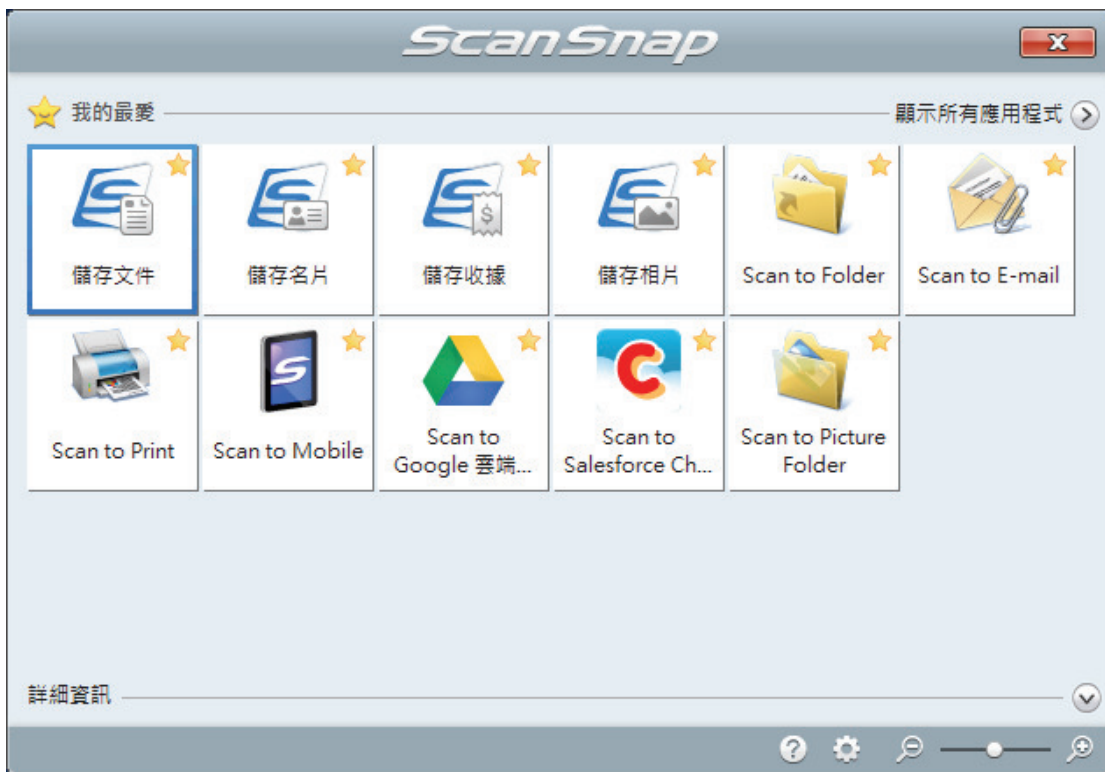 ScanSnap
我的最愛
顯示所有應用程式
儲存文件
儲存名片
儲存收據
儲存相片
Scan to Folder
Scan to E-mail
Scan to Print
Scan to Mobile
Scan to
Google 雲端...
Scan to
Salesforce Ch...
Scan to Picture
Folder
詳細資訊